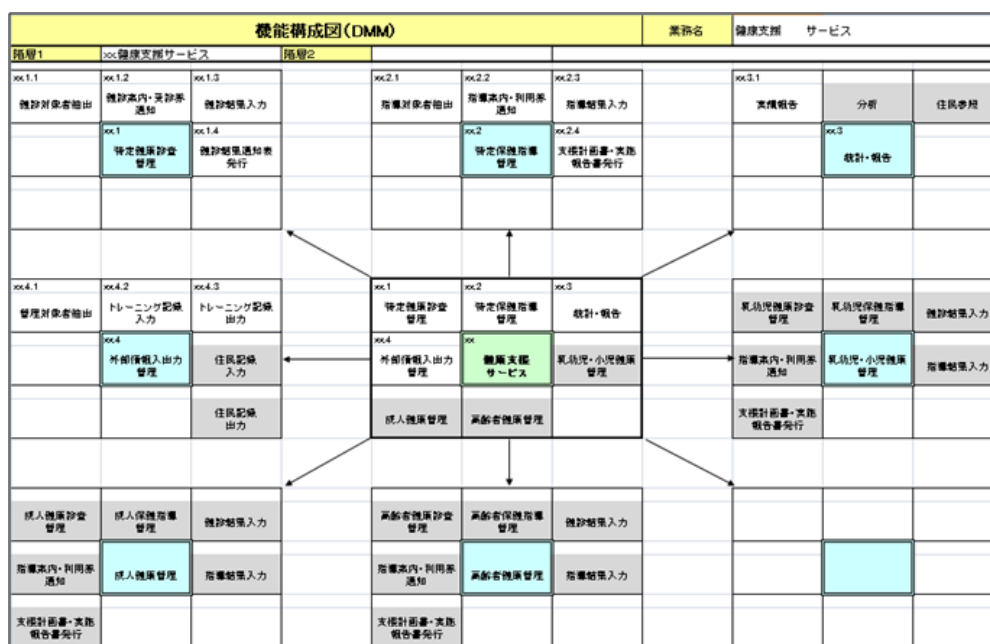 機能構成図(DMM)
業務名
健康支援 サービス
階層1
xx健康支援サービス
階層2
xx.1.1
健診対象者抽出
xx.1.2
健診案内・受診券
通知
xx.1.3
健診結果入力
xx.1
特定健康診査
管理
xx.1.4
健診結果通知表
発行
xx.2.1
指導対象者抽出
xx.2.2
指導案内・利用券
通知
xx.2.3
指導結果入力
xx.2
特定保健指導
管理
xx.2.4
支援計画書・実施
報告書発行
xx.3.1
実績報告
分析
住民参照
xx.3
統計・報告
xx.4.1
管理対象者抽出
xx.4.2
トレーニング記録
入力
xx.4.3
トレーニング記録
出力
xx.4
外部情報入出力
管理
住民記録
入力
住民記録
出力
xx.1
特定健康診査
管理
xx.2
特定保健指導
管理
xx.3
統計・報告
xx.4
外部情報入出力
管理
xx
健康支援
サービス
乳幼児・小児健康
管理
成人健康管理
高齢者健康管理
乳幼児健康診査
管理
乳幼児保健指導
管理
健診結果入力
指導案内・利用券
通知
乳幼児・小児健康
管理
指導結果入力
支援計画書・実施
報告書発行
成人健康診査
管理
成人保健指導
管理
健診結果入力
指導案内・利用券
通知
成人健康管理
指導結果入力
支援計画書・実施
報告書発行
高齢者健康診査
管理
高齢者保健指導
管理
健診結果入力
指導案内・利用券
通知
高齢者健康管理
指導結果入力
支援計画書・実施
報告書発行